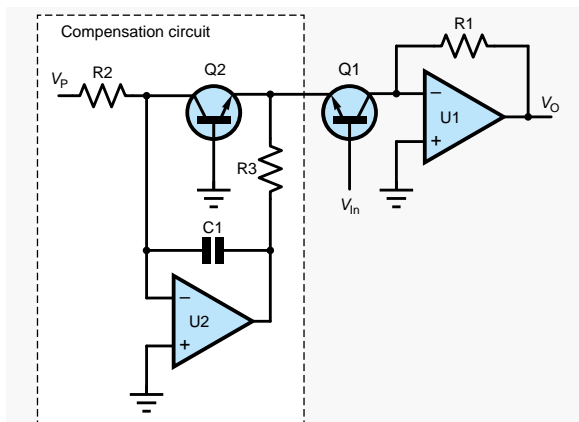 Compensation circuit
R1
VP
R2
Q2
Q1
−
U1
+
VO
R3
VIn
C1
−
U2
+